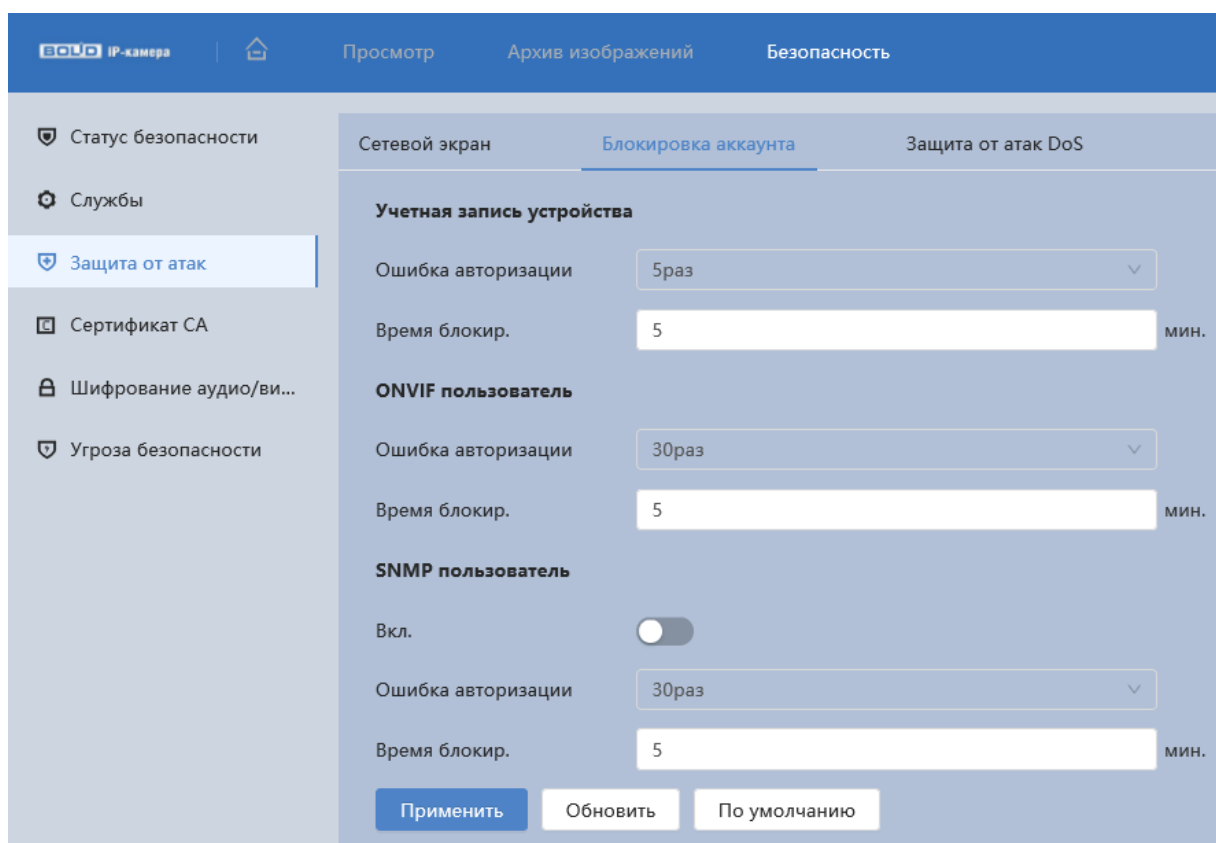 BOLID IP-камера
Просмотр
Архив изображений
Безопасность
Статус безопасности
Службы
Защита от атак
Сертификат CA
Шифрование аудио/ви...
Угроза безопасности
Сетевой экран
Блокировка аккаунта
Защита от атак DoS
Учетная запись устройства
Ошибка авторизации 5раз
Время блокир. 5 мин.
ONVIF пользователь
Ошибка авторизации 30раз
Время блокир. 5 мин.
SNMP пользователь
Вкл.
Ошибка авторизации 30раз
Время блокир. 5 мин.
Применить Обновить По умолчанию